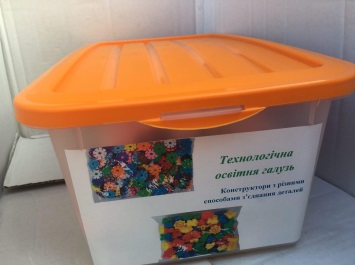 Технологічна
освітня галузь
Конструктори з різними
способами з'єднання деталей